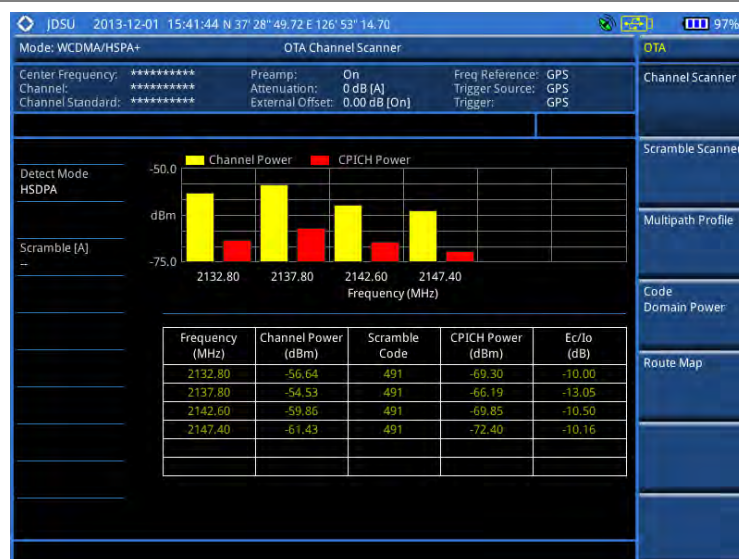 JDSU 2013-12-01 15:41:44 N 37' 28" 49.72 E 126' 53" 14.70 97%
Mode: WCDMA/HSPA+ OTA Channel Scanner OTA
Center Frequency: ********** Preamp: On Freq Reference: GPS
Channel: ********** Attenuation: 0 dB [A] Trigger Source: GPS
Channel Standard: ********** External Offset: 0.00 dB [On] Trigger: GPS
Channel Scanner
Scramble Scanner
Multipath Profile
Code
Domain Power
Route Map
Detect Mode
HSDPA
Scramble [A]
--
Channel Power CPICH Power
-50.0
dBm
-75.0
2132.80 2137.80 2142.60 2147.40
Frequency (MHz)
Frequency Channel Power Scramble CPICH Power Ec/Io
(MHz) (dBm) Code (dBm) (dB)
2132.80 -56.64 491 -69.30 -10.00
2137.80 -54.53 491 -66.19 -13.05
2142.60 -59.86 491 -69.85 -10.50
2147.40 -61.43 491 -72.40 -10.16